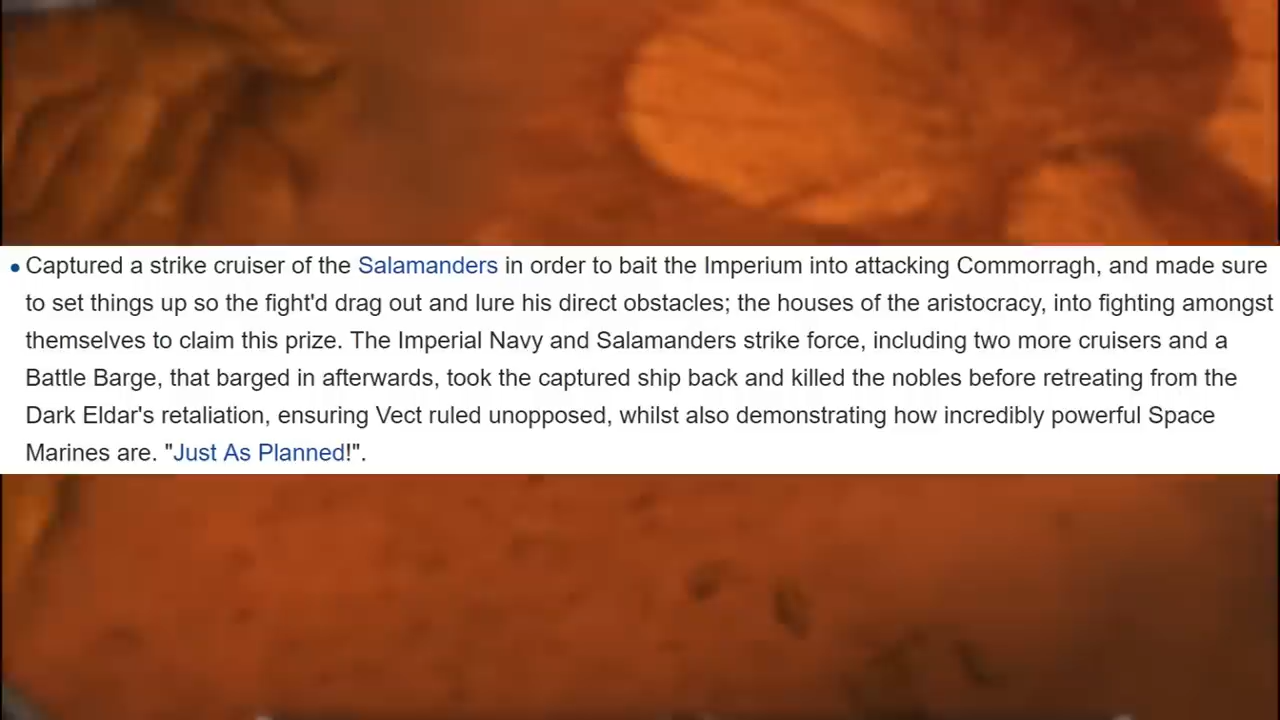 • Captured a strike cruiser of the Salamanders in order to bait the Imperium into attacking Commorragh, and made sure
to set things up so the fight'd drag out and lure his direct obstacles; the houses of the aristocracy, into fighting amongst
themselves to claim this prize. The Imperial Navy and Salamanders strike force, including two more cruisers and a
Battle Barge, that barged in afterwards, took the captured ship back and killed the nobles before retreating from the
Dark Eldar's retaliation, ensuring Vect ruled unopposed, whilst also demonstrating how incredibly powerful Space
Marines are. "Just As Planned!".